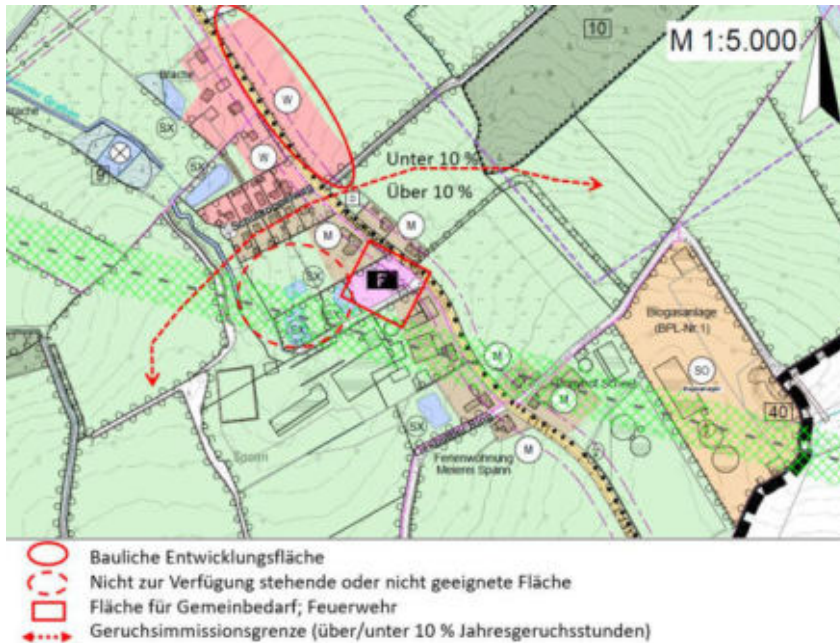 M 1:5.000
10
Brache
W
SX
9
SX
W
Unter 10 %
Über 10 %
M
M
SX
F
SX
Biogasanlage
(BPL-Nr.1)
M
SO
M
40
SX
M
Spann
Ferienwohnung
Meierei Spann
Bauliche Entwicklungsfläche
Nicht zur Verfügung stehende oder nicht geeignete Fläche
Fläche für Gemeinbedarf; Feuerwehr
Geruchsimmissionsgrenze (über/unter 10 % Jahresgeruchsstunden)